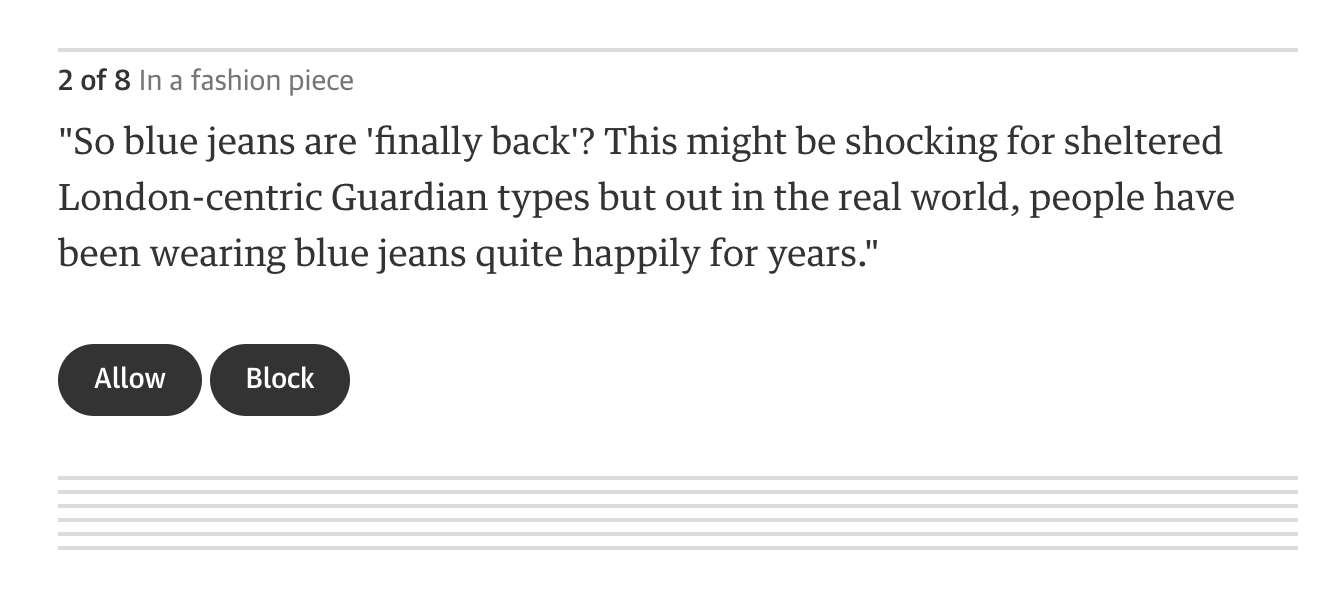 2 of 8 In a fashion piece
"So blue jeans are 'finally back'? This might be shocking for sheltered
London-centric Guardian types but out in the real world, people have
been wearing blue jeans quite happily for years."
Allow Block